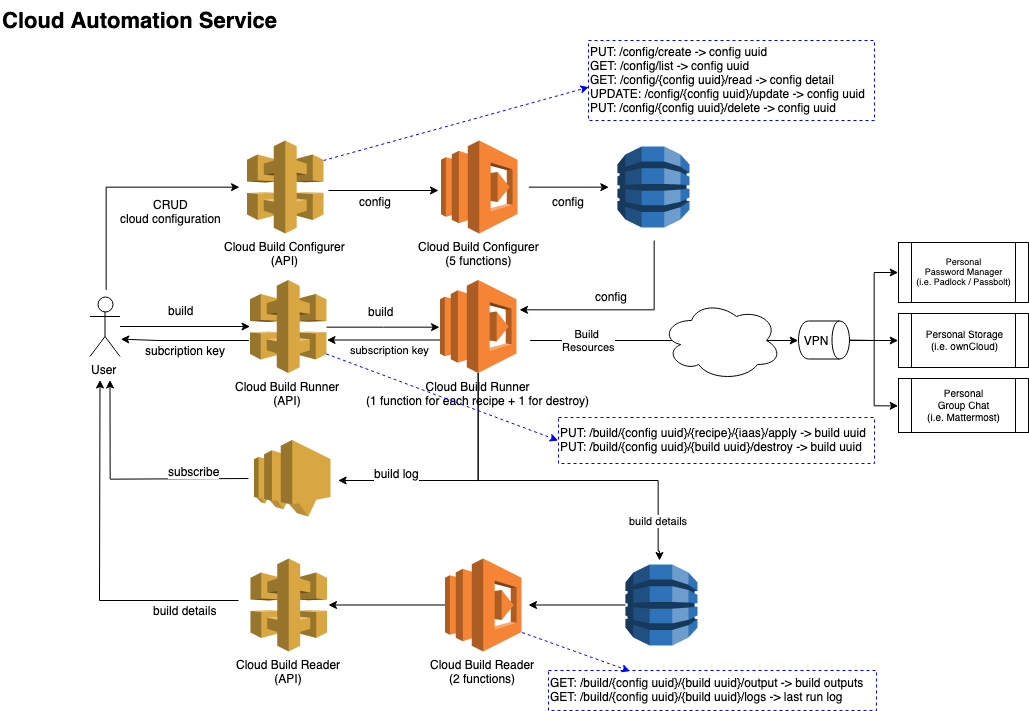 Cloud Automation Service
PUT: /config/create -> config uuid
GET: /config/list -> config uuid
GET: /config/{config uuid}/read -> config detail
UPDATE: /config/{config uuid}/update -> config uuid
PUT: /config/{config uuid}/delete -> config uuid
CRUD
cloud configuration
config
config
Cloud Build Configurer
(API)
Cloud Build Configurer
(5 functions)
config
Personal
Password Manager
(i.e. Padlock / Passbolt)
build
build
subcription key
subscription key
Build
Resources
VPN
Personal Storage
(i.e. ownCloud)
User
Cloud Build Runner
(API)
Cloud Build Runner
(1 function for each recipe + 1 for destroy)
Personal
Group Chat
(i.e. Mattermost)
PUT: /build/{config uuid}/{recipe}/{iaas}/apply -> build uuid
PUT: /build/{config uuid}/{build uuid}/destroy -> build uuid
subscribe
build log
build details
build details
Cloud Build Reader
(API)
Cloud Build Reader
(2 functions)
GET: /build/{config uuid}/{build uuid}/output -> build outputs
GET: /build/{config uuid}/{build uuid}/logs -> last run log